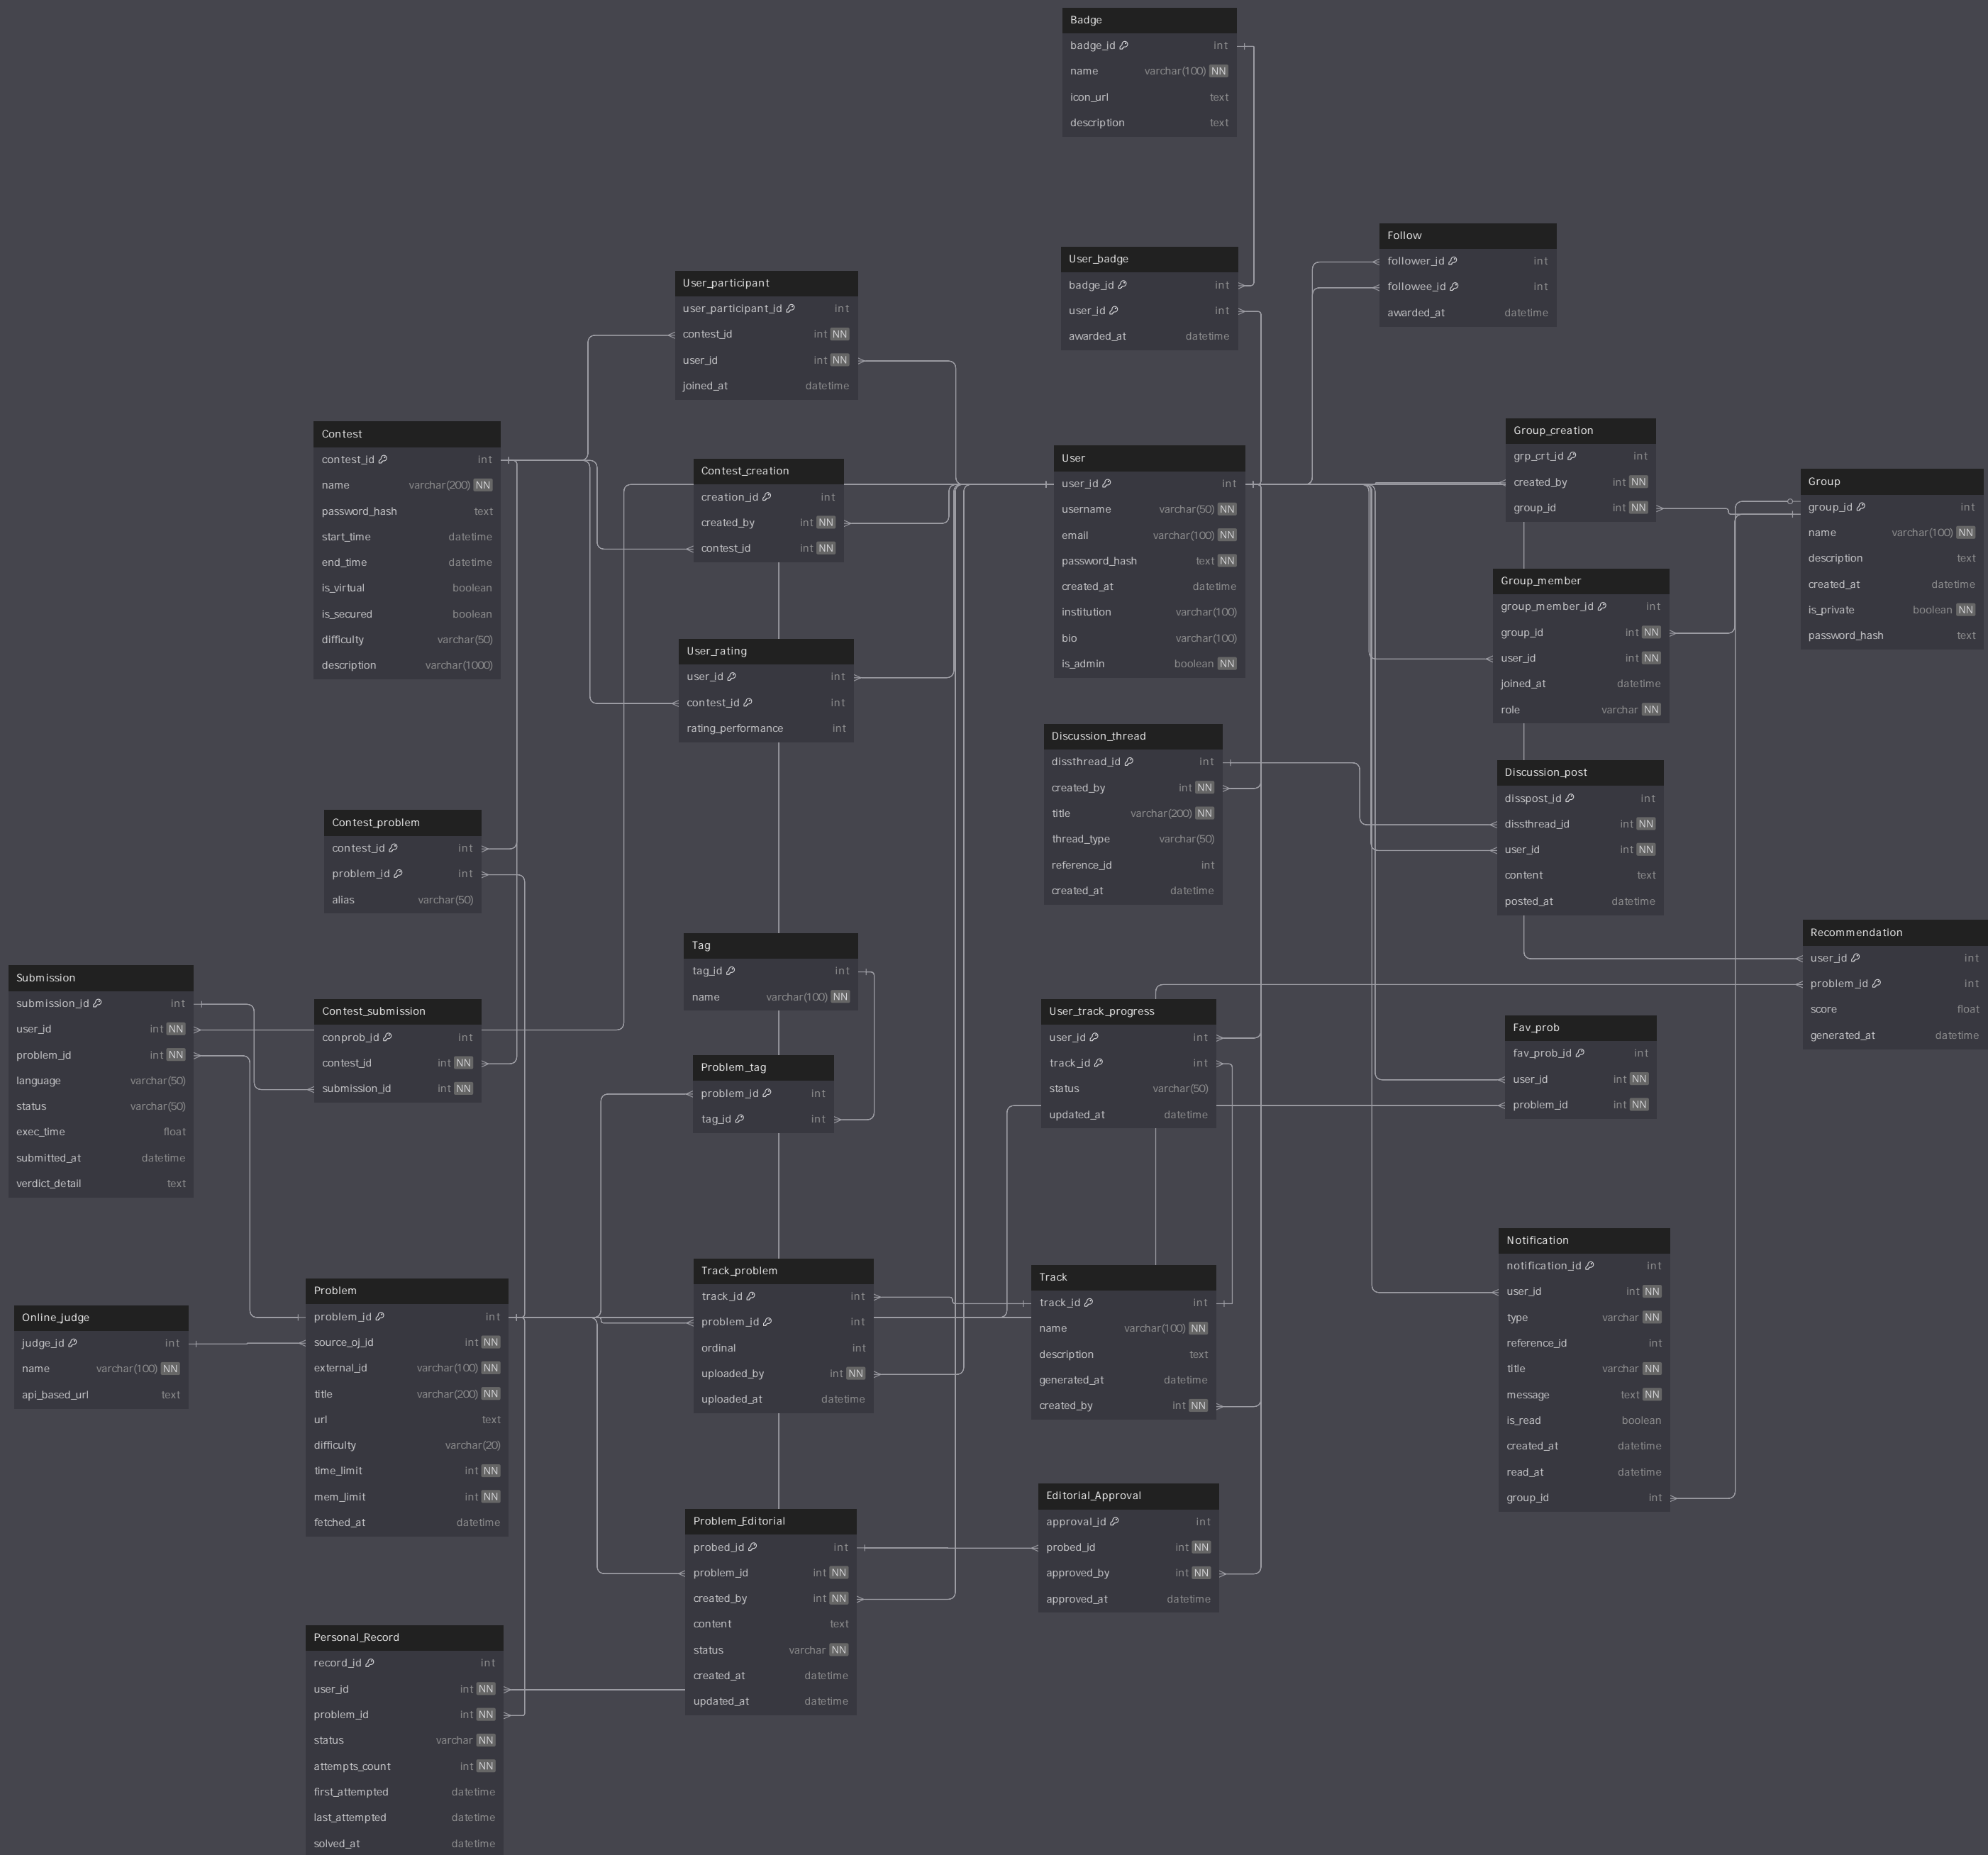 Badge
badge_id int
name varchar(100) NN
icon_url text
description text
Follow
follower_id int
followee_id int
awarded_at datetime
User_badge
badge_id int
user_id int
awarded_at datetime
User_participant
user_participant_id int
contest_id int NN
user_id int NN
joined_at datetime
Contest
contest_id int
name varchar(200) NN
password_hash text
start_time datetime
end_time datetime
is_virtual boolean
is_secured boolean
difficulty varchar(50)
description varchar(1000)
Contest_creation
creation_id int
created_by int NN
contest_id int NN
User
user_id int
username varchar(50) NN
email varchar(100) NN
password_hash text NN
created_at datetime
institution varchar(100)
bio varchar(100)
is_admin boolean NN
Group_creation
grp_crt_id int
created_by int NN
group_id int NN
Group
group_id int
name varchar(100) NN
description text
created_at datetime
is_private boolean NN
password_hash text
Group_member
group_member_id int
group_id int NN
user_id int NN
joined_at datetime
role varchar NN
User_rating
user_id int
contest_id int
rating_performance int
Discussion_thread
dissthread_id int
created_by int NN
title varchar(200) NN
thread_type varchar(50)
reference_id int
created_at datetime
Discussion_post
disspost_id int
dissthread_id int NN
user_id int NN
content text
posted_at datetime
Contest_problem
contest_id int
problem_id int
alias varchar(50)
Recommendation
user_id int
problem_id int
score float
generated_at datetime
Tag
tag_id int
name varchar(100) NN
Submission
submission_id int
user_id int NN
problem_id int NN
language varchar(50)
status varchar(50)
exec_time float
submitted_at datetime
verdict_detail text
Contest_submission
conprob_id int
contest_id int NN
submission_id int NN
User_track_progress
user_id int
track_id int
status varchar(50)
updated_at datetime
Fav_prob
fav_prob_id int
user_id int NN
problem_id int NN
Problem_tag
problem_id int
tag_id int
Notification
notification_id int
user_id int NN
type varchar NN
reference_id int
title varchar NN
message text NN
is_read boolean
created_at datetime
read_at datetime
group_id int
Track_problem
track_id int
problem_id int
ordinal int
uploaded_by int NN
uploaded_at datetime
Track
track_id int
name varchar(100) NN
description text
generated_at datetime
created_by int NN
Problem
problem_id int
source_oj_id int NN
external_id varchar(100) NN
title varchar(200) NN
url text
difficulty varchar(20)
time_limit int NN
mem_limit int NN
fetched_at datetime
Online_judge
judge_id int
name varchar(100) NN
api_based_url text
Editorial_Approval
approval_id int
probed_id int NN
approved_by int NN
approved_at datetime
Problem_Editorial
probed_id int
problem_id int NN
created_by int NN
content text
status varchar NN
created_at datetime
updated_at datetime
Personal_Record
record_id int
user_id int NN
problem_id int NN
status varchar NN
attempts_count int NN
first_attempted datetime
last_attempted datetime
solved_at datetime